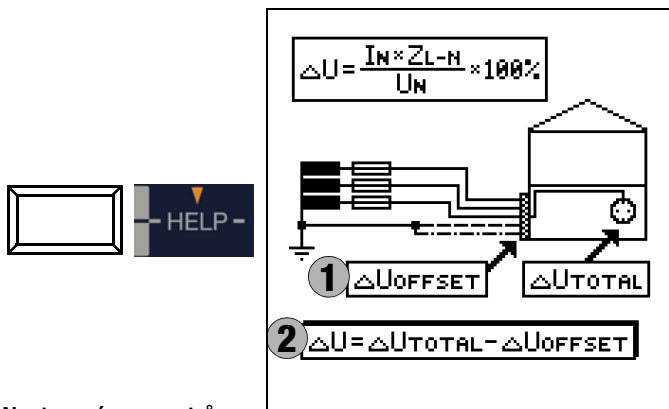 △U = IN×ZL-N / UN ×100%
HELP
1 △UOFFSET
△UTOTAL
2 △U=△UTOTAL-△UOFFSET